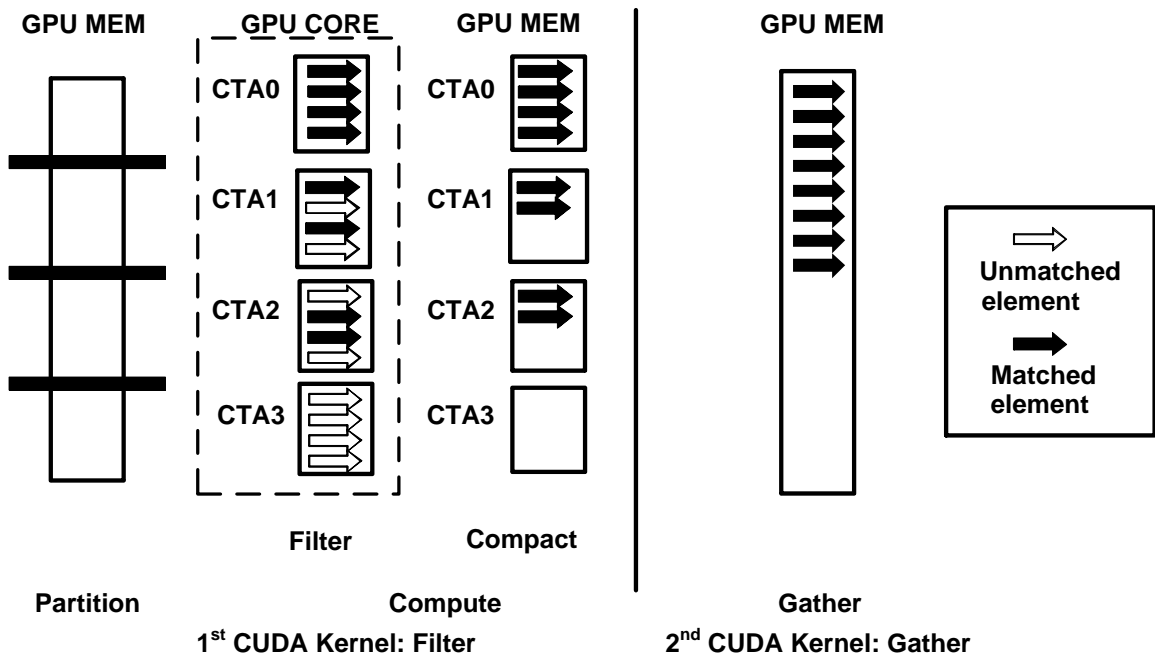 GPU MEM
GPU CORE
GPU MEM
GPU MEM
CTA0
CTA0
CTA1
CTA1
CTA2
CTA2
CTA3
CTA3
Unmatched
element
Matched
element
Filter
Compact
Partition
Compute
Gather
1st CUDA Kernel: Filter
2nd CUDA Kernel: Gather